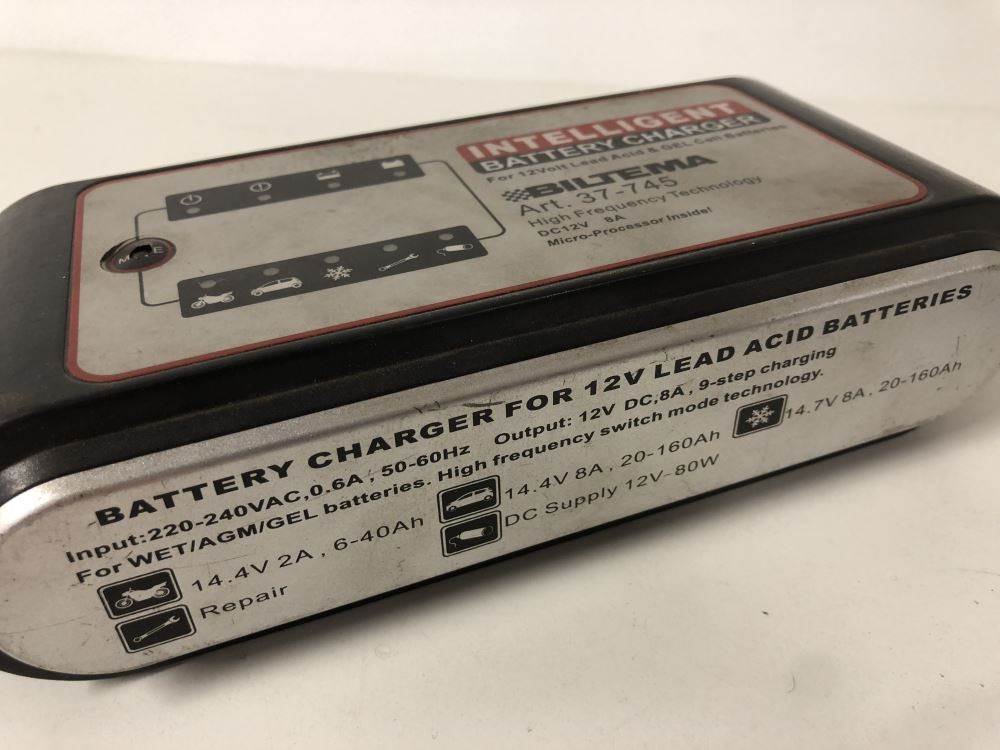 INTELLIGENT
BATTERY CHARGER
For 12Volt Lead Acid & GEL Cell Batteries
BILTEMA
Art. 37-745
High Frequency Technology
DC12V 8A
Micro-Processor Inside!
BATTERY CHARGER FOR 12V LEAD ACID BATTERIES
Input:220-240VAC,0.6A, 50-60Hz Output: 12V DC,8A, 9-step charging
For WET/AGM/GEL batteries. High frequency switch mode technology.
14.4V 2A, 6-40Ah 14.4V 8A, 20-160Ah 14.7V 8A, 20-160Ah
Repair DC Supply 12V-80W